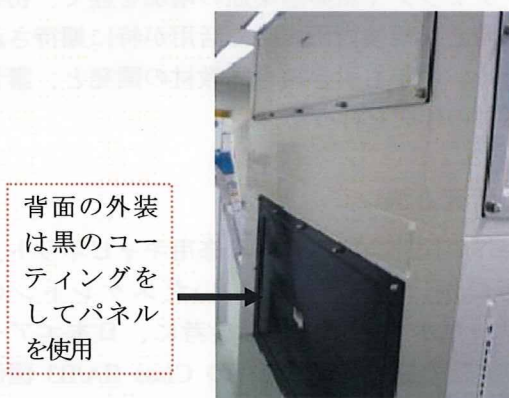 背面の外装
は黒のコー
ティングを
してパネル
を使用